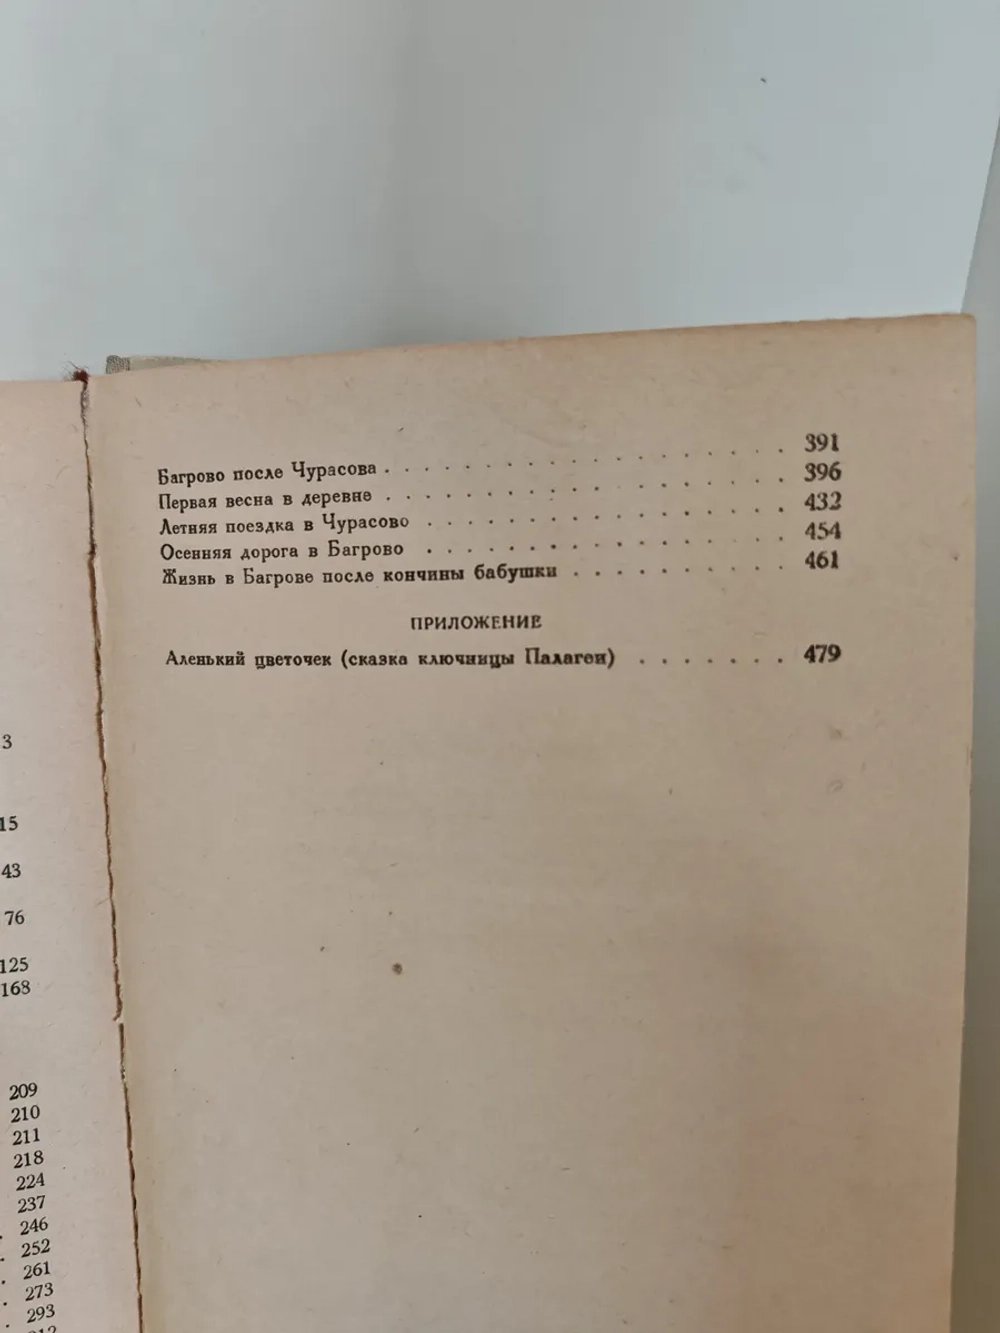 3
15
43
76
125
168
209
210
211
218
224
237
. 246
. 252
. 261
. 273
. 293
Багрово после Чурасова . . . . . . . . . . . . . . . . 391
Первая весна в деревне . . . . . . . . . . . . . . . . 396
Летняя поездка в Чурасово . . . . . . . . . . . . . . 432
Осенняя дорога в Багрово . . . . . . . . . . . . . . 454
Жизнь в Багрове после кончины бабушки . . . . . . . . . 461
ПРИЛОЖЕНИЕ
Аленький цветочек (сказка ключницы Палагеи) . . . . . . . 479